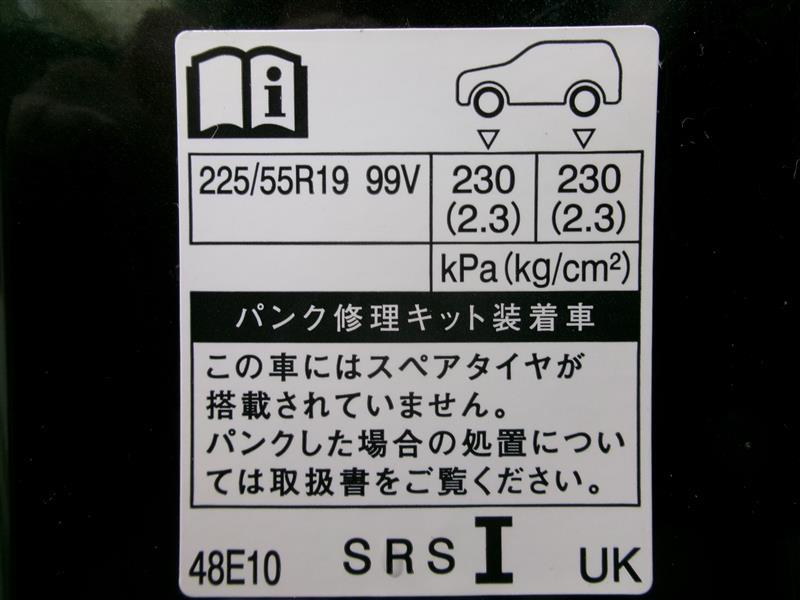 225/55R19 99V 230 230
(2.3) (2.3)
kPa(kg/cm²)
パンク修理キット装着車
この車にはスペアタイヤが
搭載されていません。
パンクした場合の処置につい
ては取扱書をご覧ください。
48E10 SRS I UK